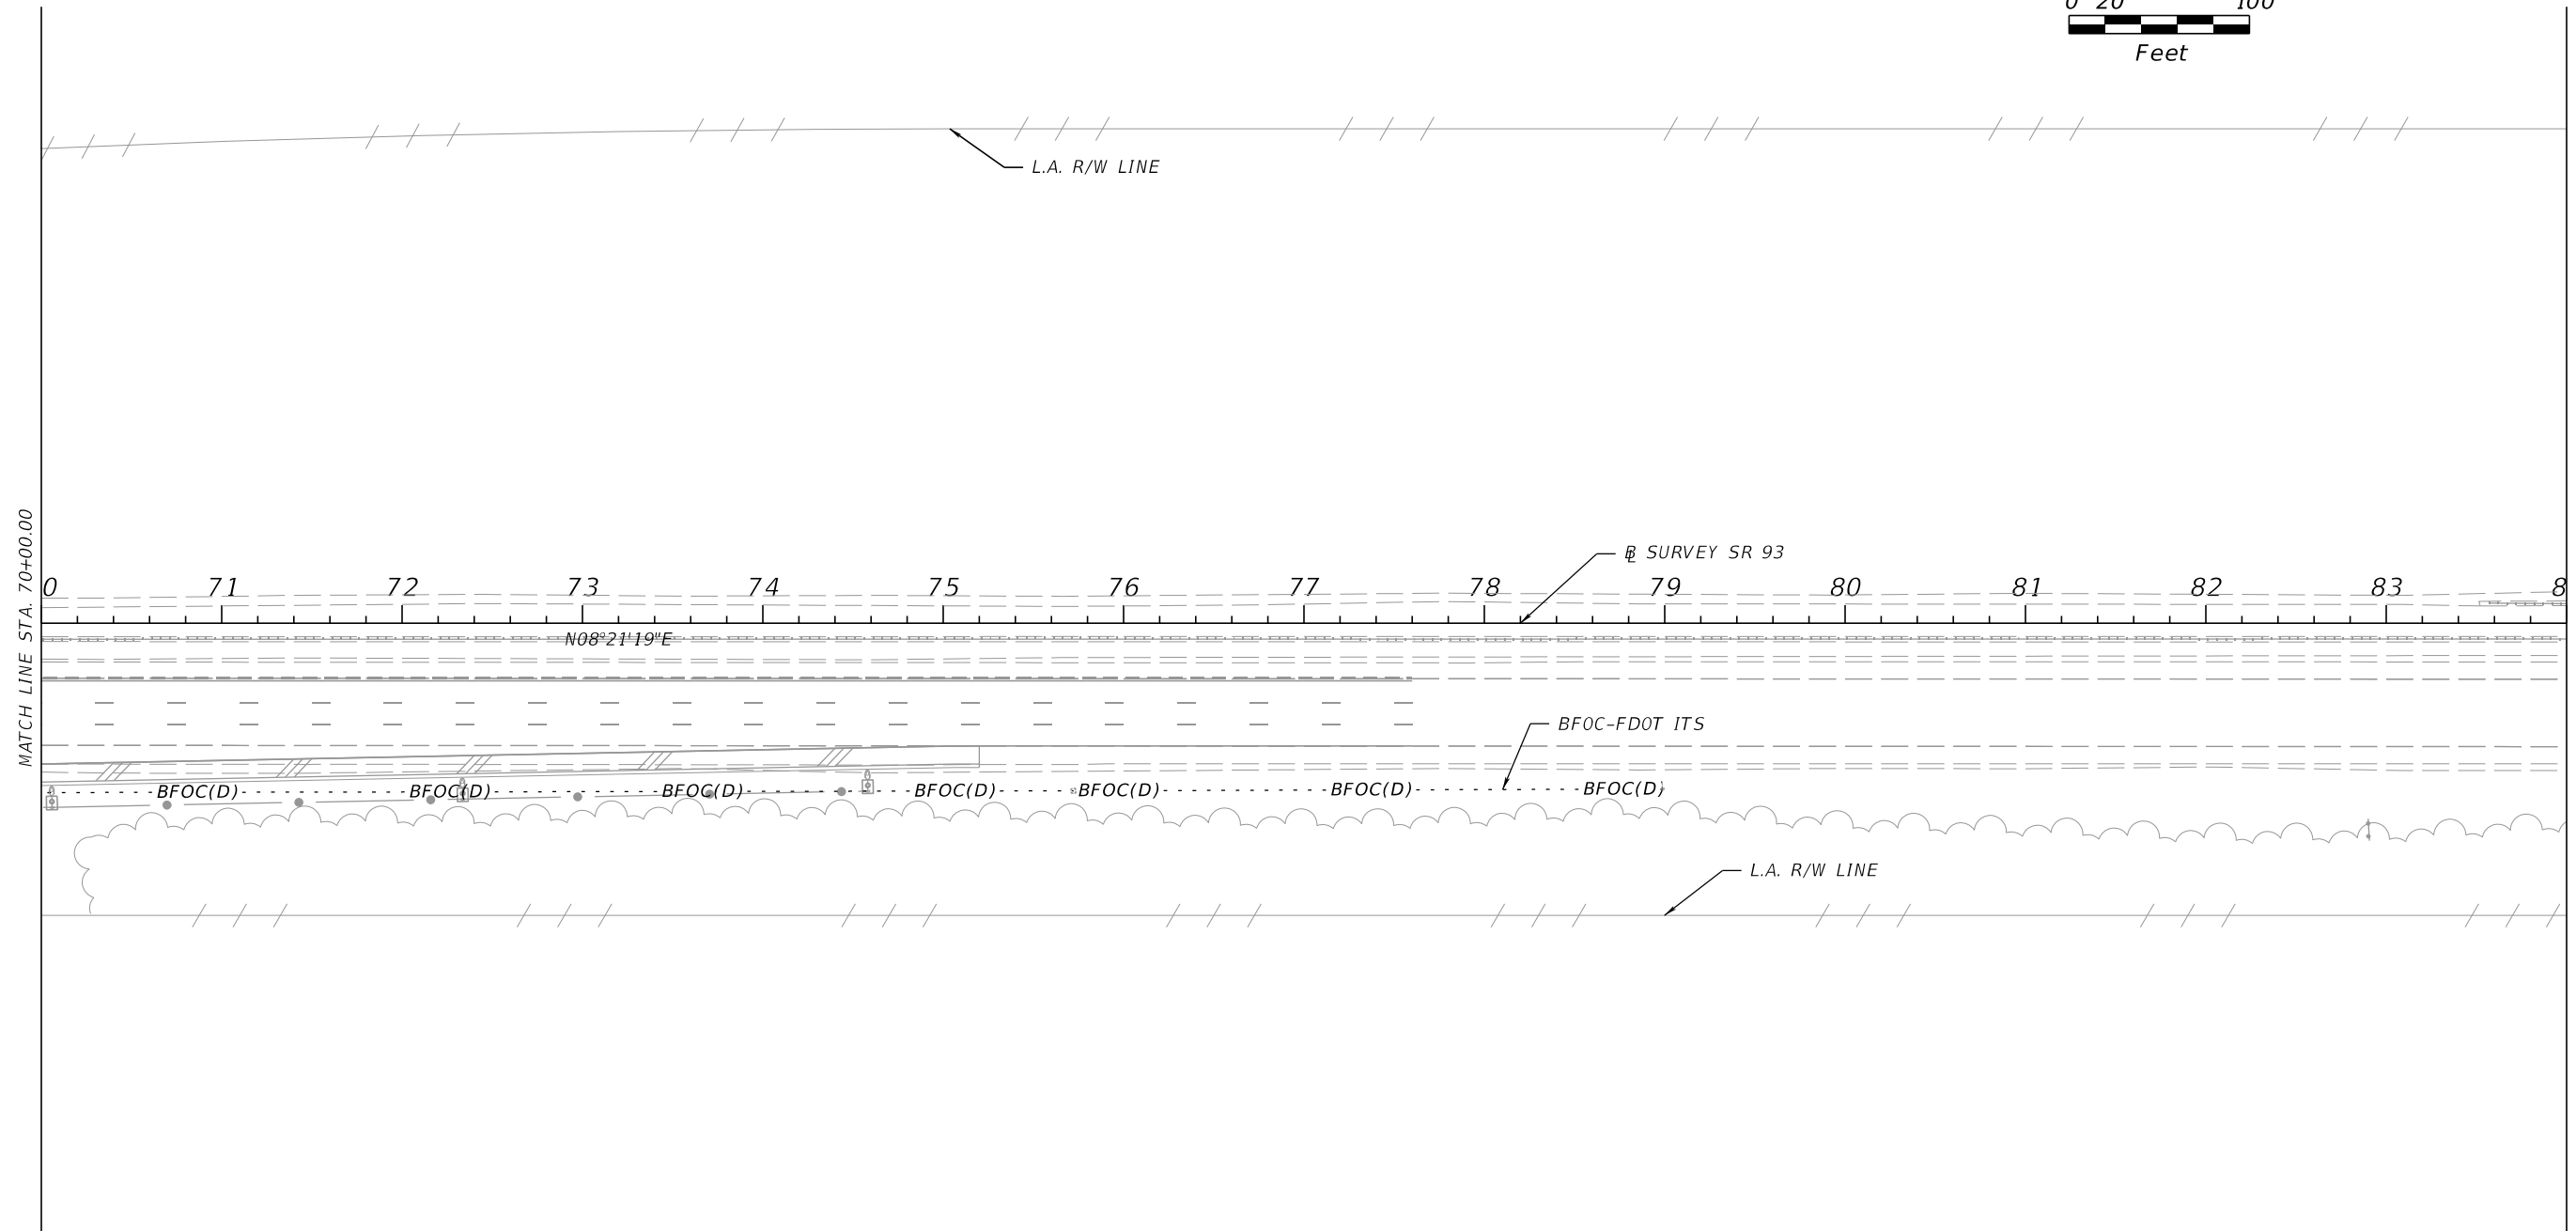 0 20 100
Feet
L.A. R/W LINE
BL SURVEY SR 93
MATCH LINE STA. 70+00.00
0 71 72 73 74 75 76 77 78 79 80 81 82 83 8
N08°21'19"E
BFOC-FDOT ITS
BFOC(D) BFOC(D) BFOC(D) BFOC(D) BFOC(D) BFOC(D) BFOC(D)
L.A. R/W LINE